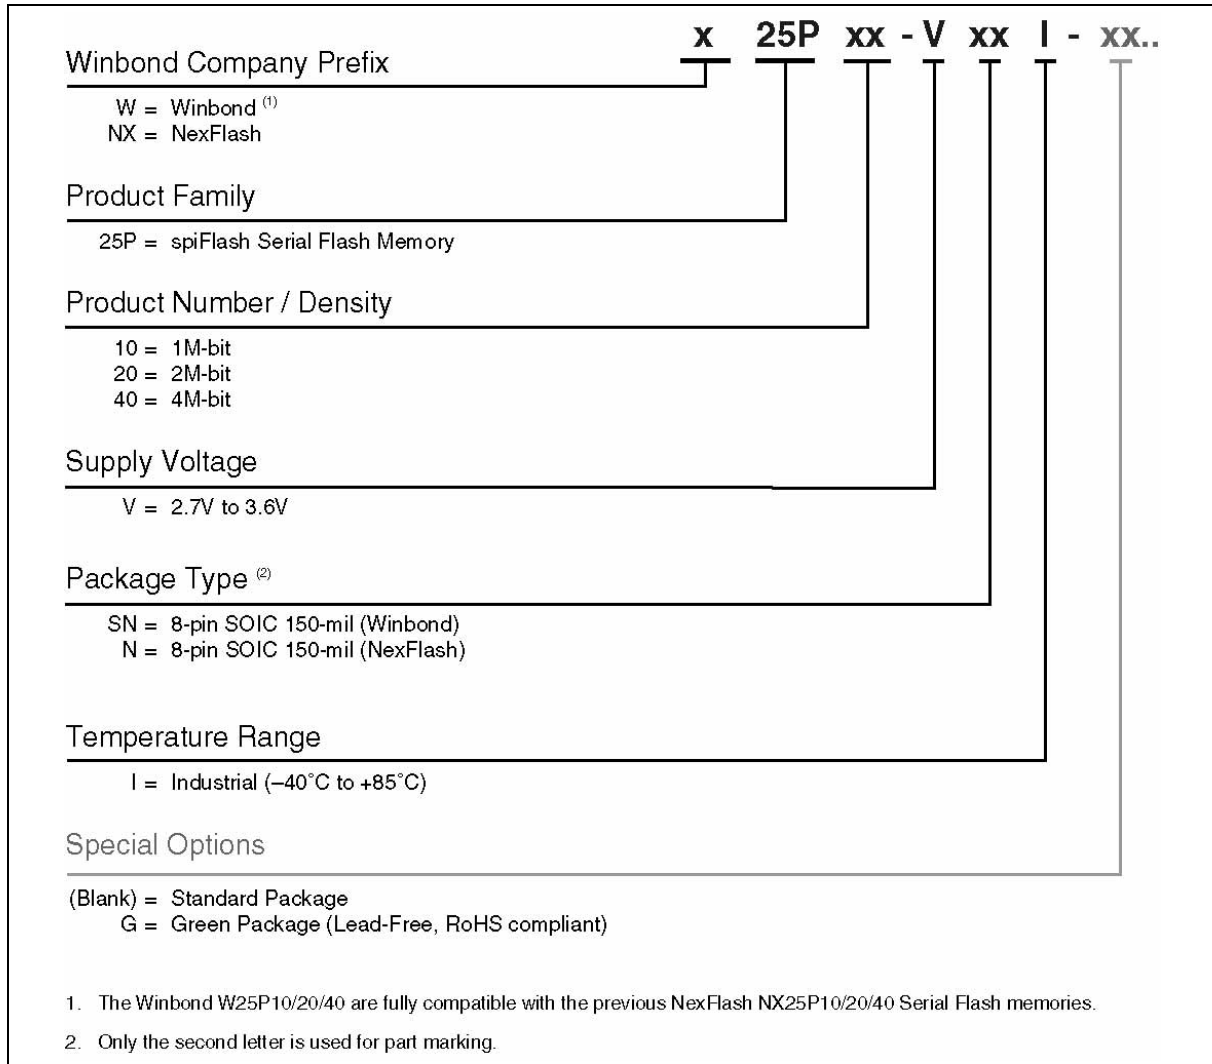 x 25P xx - V xx I - xx..
Winbond Company Prefix
W = Winbond (1)
NX = NexFlash
Product Family
25P = spiFlash Serial Flash Memory
Product Number / Density
10 = 1M-bit
20 = 2M-bit
40 = 4M-bit
Supply Voltage
V = 2.7V to 3.6V
Package Type (2)
SN = 8-pin SOIC 150-mil (Winbond)
N = 8-pin SOIC 150-mil (NexFlash)
Temperature Range
I = Industrial (–40°C to +85°C)
Special Options
(Blank) = Standard Package
G = Green Package (Lead-Free, RoHS compliant)
1. The Winbond W25P10/20/40 are fully compatible with the previous NexFlash NX25P10/20/40 Serial Flash memories.
2. Only the second letter is used for part marking.